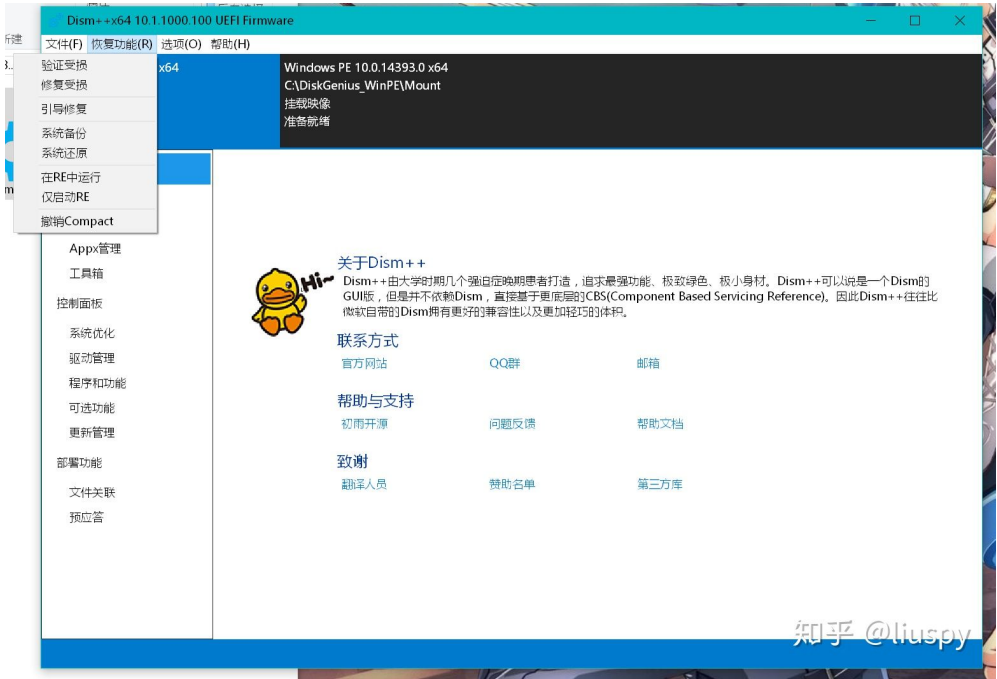 Dism++x64 10.1.1000.100 UEFI Firmware
文件(F) 恢复功能(R) 选项(O) 帮助(H)
验证受损
修复受损
引导修复
系统备份
系统还原
在RE中运行
仅启动RE
撤销Compact
x64
Windows PE 10.0.14393.0 x64
C:\DiskGenius_WinPE\Mount
挂载映像
准备就绪
Appx管理
工具箱
控制面板
系统优化
驱动管理
程序和功能
可选功能
更新管理
部署功能
文件关联
预应答
Hi~
关于Dism++
Dism++由大学时期几个强迫症晚期患者打造，追求最强功能、极致绿色、极小身材。Dism++可以说是一个Dism的
GUI版，但是并不依赖Dism，直接基于更底层的CBS(Component Based Servicing Reference)。因此Dism++往往比
微软自带的Dism拥有更好的兼容性以及更加轻巧的体积。
联系方式
官方网站 QQ群 邮箱
帮助与支持
初雨开源 问题反馈 帮助文档
致谢
翻译人员 赞助名单 第三方库
知乎 @liuspy